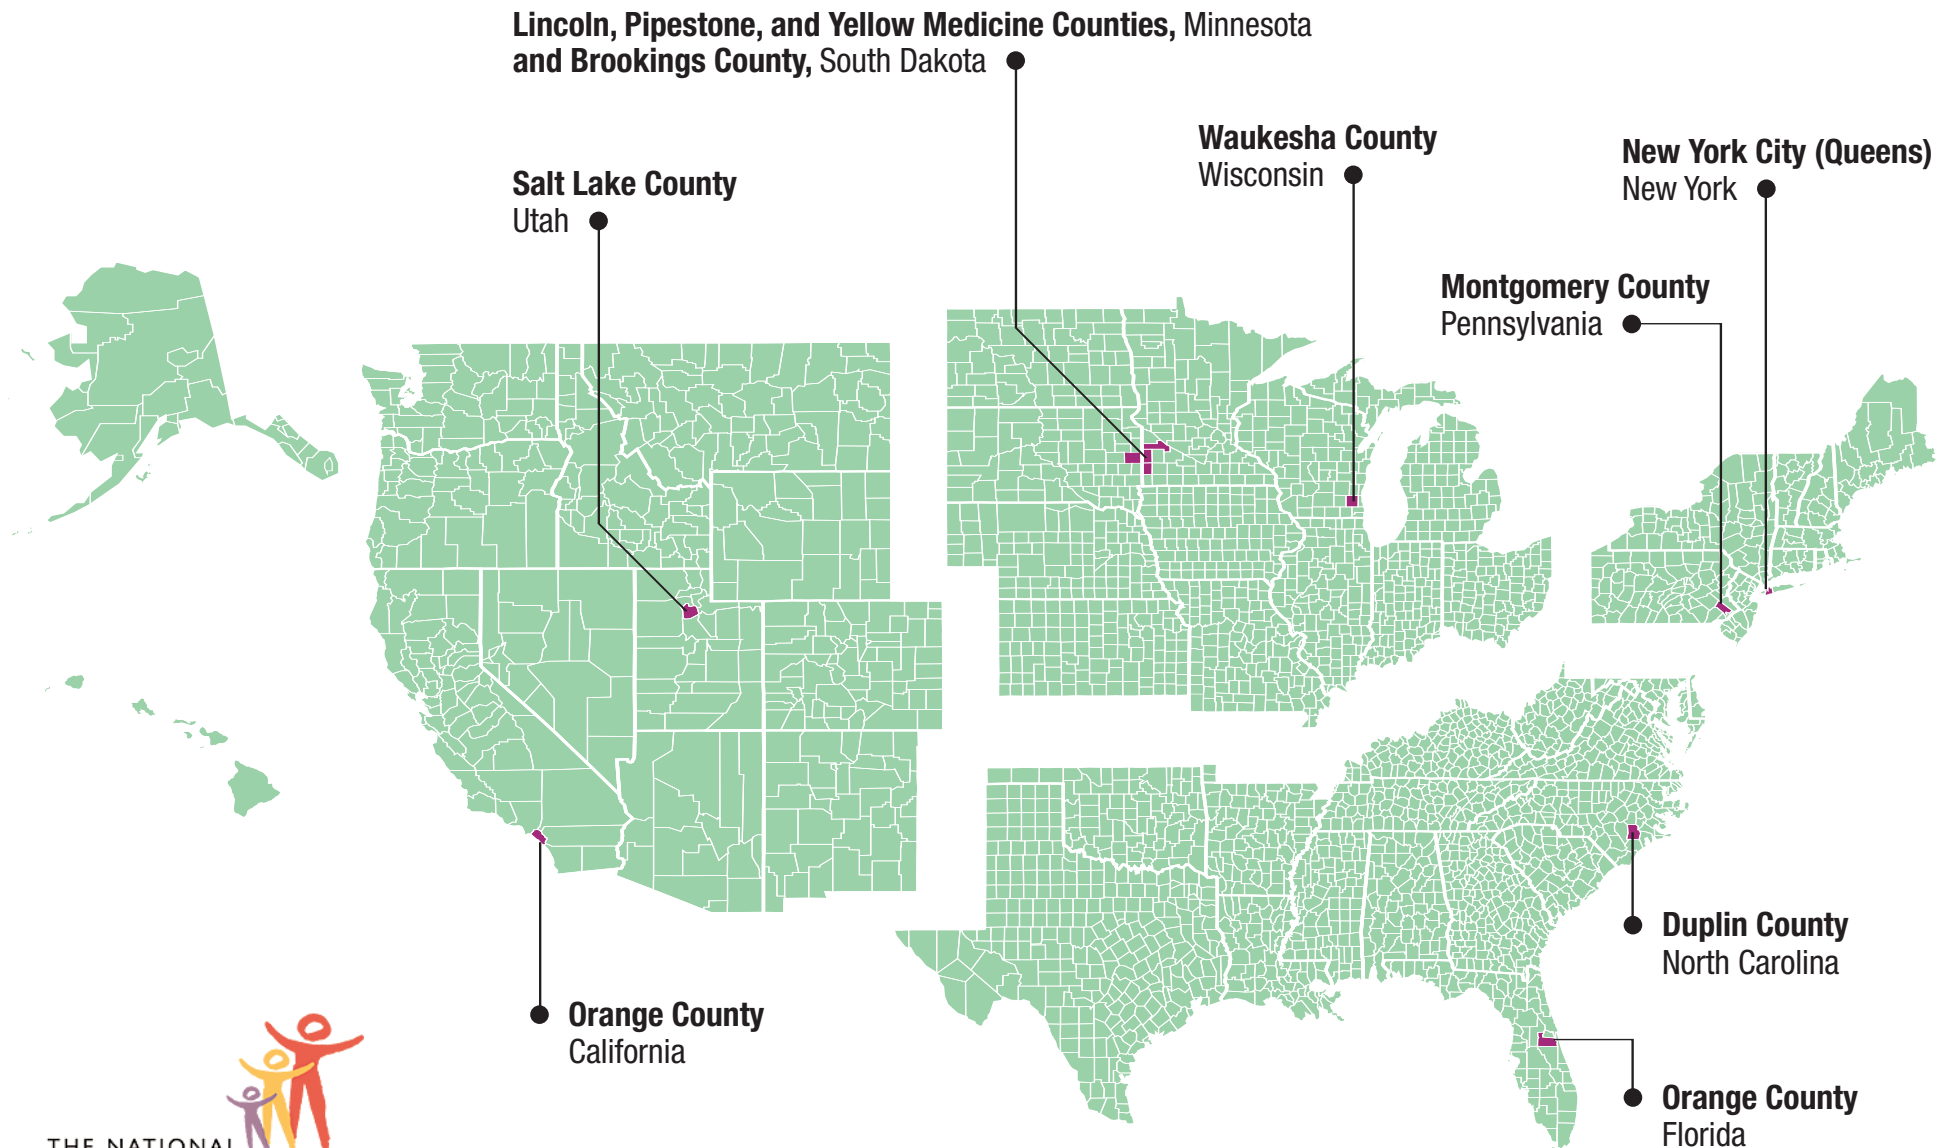 Lincoln, Pipestone, and Yellow Medicine Counties, Minnesota
and Brookings County, South Dakota
Waukesha County
Wisconsin
New York City (Queens)
New York
Salt Lake County
Utah
Montgomery County
Pennsylvania
Duplin County
North Carolina
Orange County
California
Orange County
Florida
THE NATIONAL